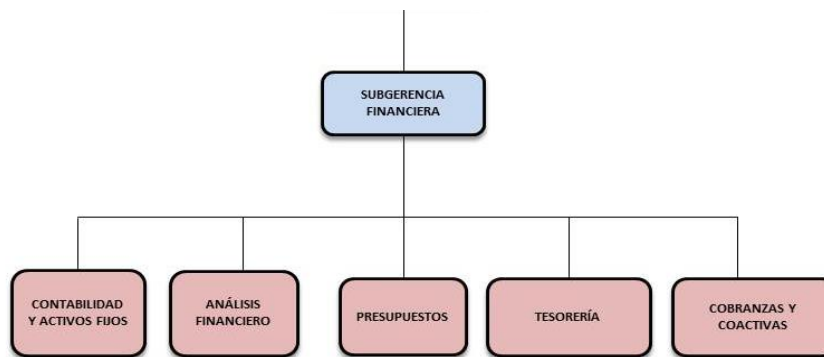 SUBGERENCIA
FINANCIERA
CONTABILIDAD
Y ACTIVOS FIJOS
ANÁLISIS
FINANCIERO
PRESUPUESTOS
TESORERÍA
COBRANZAS Y
COACTIVAS